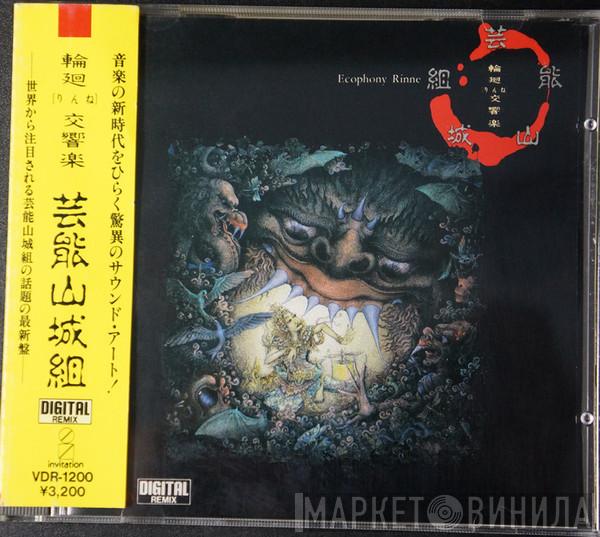 音楽の新時代をひらく驚異のサウンド・アート!
輪廻交響楽
[りんね]
芸能山城組
——世界から注目される芸能山城組の話題の最新盤——
DIGITAL
REMIX
invitation
VDR-1200
¥3,200
Ecophony Rinne
芸能山城組
輪廻交響楽
[りんね]
DIGITAL
REMIX
МАРКЕТ ВИНИЛА